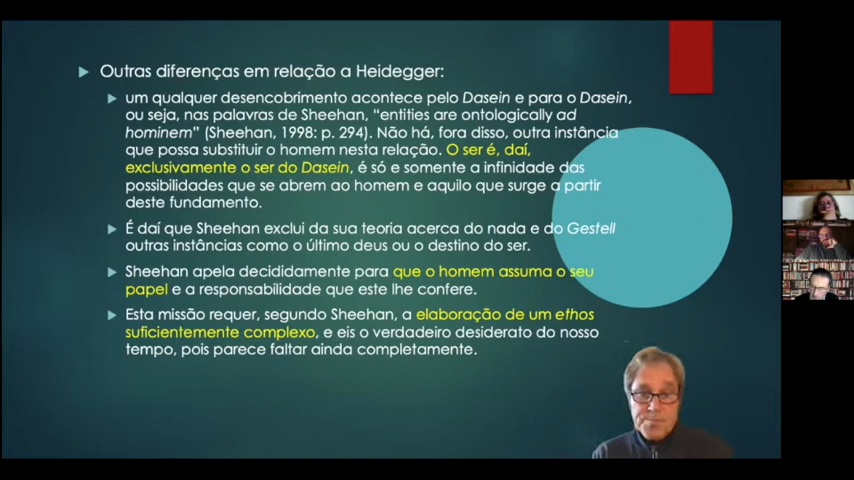 Outras diferenças em relação a Heidegger:
um qualquer desencobrimento acontece pelo Dasein e para o Dasein,
ou seja, nas palavras de Sheehan, “entities are ontologically ad
hominem” (Sheehan, 1998: p. 294). Não há, fora disso, outra instância
que possa substituir o homem nesta relação. O ser é, daí,
exclusivamente o ser do Dasein, é só e somente a infinidade das
possibilidades que se abrem ao homem e aquilo que surge a partir
deste fundamento.
É daí que Sheehan exclui da sua teoria acerca do nada e do Gestell
outras instâncias como o último deus ou o destino do ser.
Sheehan apela decididamente para que o homem assuma o seu
papel e a responsabilidade que este lhe confere.
Esta missão requer, segundo Sheehan, a elaboração de um ethos
suficientemente complexo, e eis o verdadeiro desiderato do nosso
tempo, pois parece faltar ainda completamente.